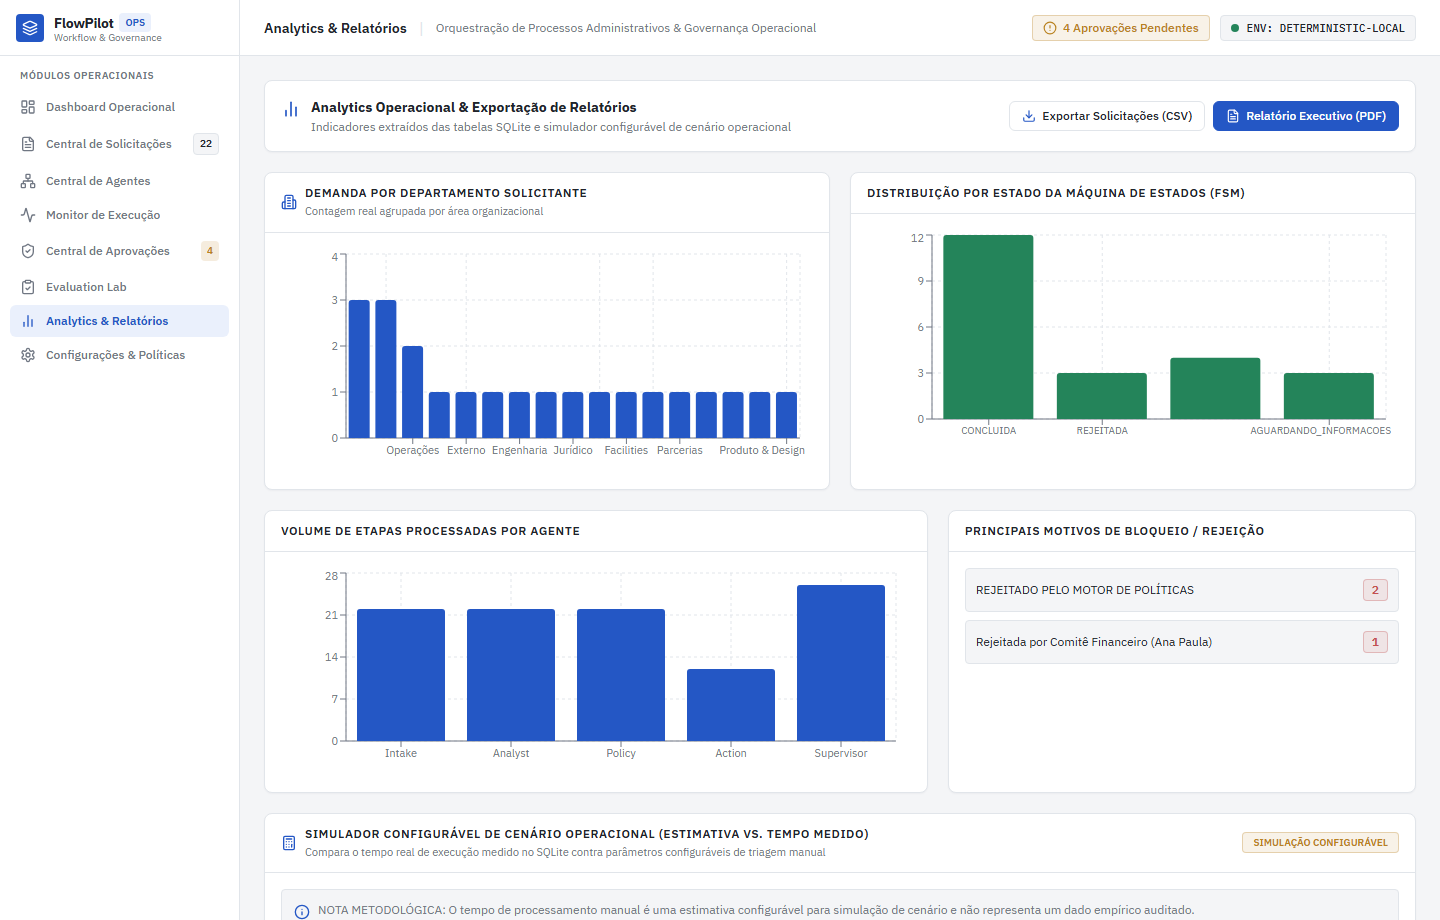 FlowPilot OPS
Workflow & Governance
MÓDULOS OPERACIONAIS
Dashboard Operacional
Central de Solicitações 22
Central de Agentes
Monitor de Execução
Central de Aprovações 4
Evaluation Lab
Analytics & Relatórios
Configurações & Políticas
Analytics & Relatórios | Orquestração de Processos Administrativos & Governança Operacional
4 Aprovações Pendentes
ENV: DETERMINISTIC-LOCAL
Analytics Operacional & Exportação de Relatórios
Indicadores extraídos das tabelas SQLite e simulador configurável de cenário operacional
Exportar Solicitações (CSV)
Relatório Executivo (PDF)
DEMANDA POR DEPARTAMENTO SOLICITANTE
Contagem real agrupada por área organizacional
4
3
2
1
0
Operações Externo Engenharia Jurídico Facilities Parcerias Produto & Design
DISTRIBUIÇÃO POR ESTADO DA MÁQUINA DE ESTADOS (FSM)
12
9
6
3
0
CONCLUIDA REJEITADA AGUARDANDO_INFORMACOES
VOLUME DE ETAPAS PROCESSADAS POR AGENTE
28
21
14
7
0
Intake Analyst Policy Action Supervisor
PRINCIPAIS MOTIVOS DE BLOQUEIO / REJEIÇÃO
REJEITADO PELO MOTOR DE POLÍTICAS 2
Rejeitada por Comitê Financeiro (Ana Paula) 1
SIMULADOR CONFIGURÁVEL DE CENÁRIO OPERACIONAL (ESTIMATIVA VS. TEMPO MEDIDO)
Compara o tempo real de execução medido no SQLite contra parâmetros configuráveis de triagem manual
SIMULAÇÃO CONFIGURÁVEL
NOTA METODOLÓGICA: O tempo de processamento manual é uma estimativa configurável para simulação de cenário e não representa um dado empírico auditado.